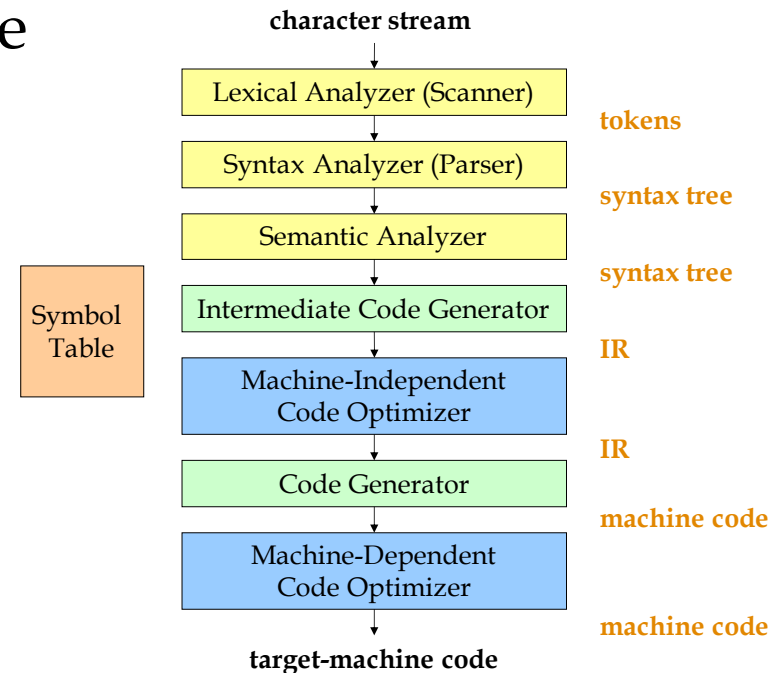 e
character stream
Lexical Analyzer (Scanner)
tokens
Syntax Analyzer (Parser)
syntax tree
Semantic Analyzer
syntax tree
Symbol
Table
Intermediate Code Generator
IR
Machine-Independent
Code Optimizer
IR
Code Generator
machine code
Machine-Dependent
Code Optimizer
machine code
target-machine code